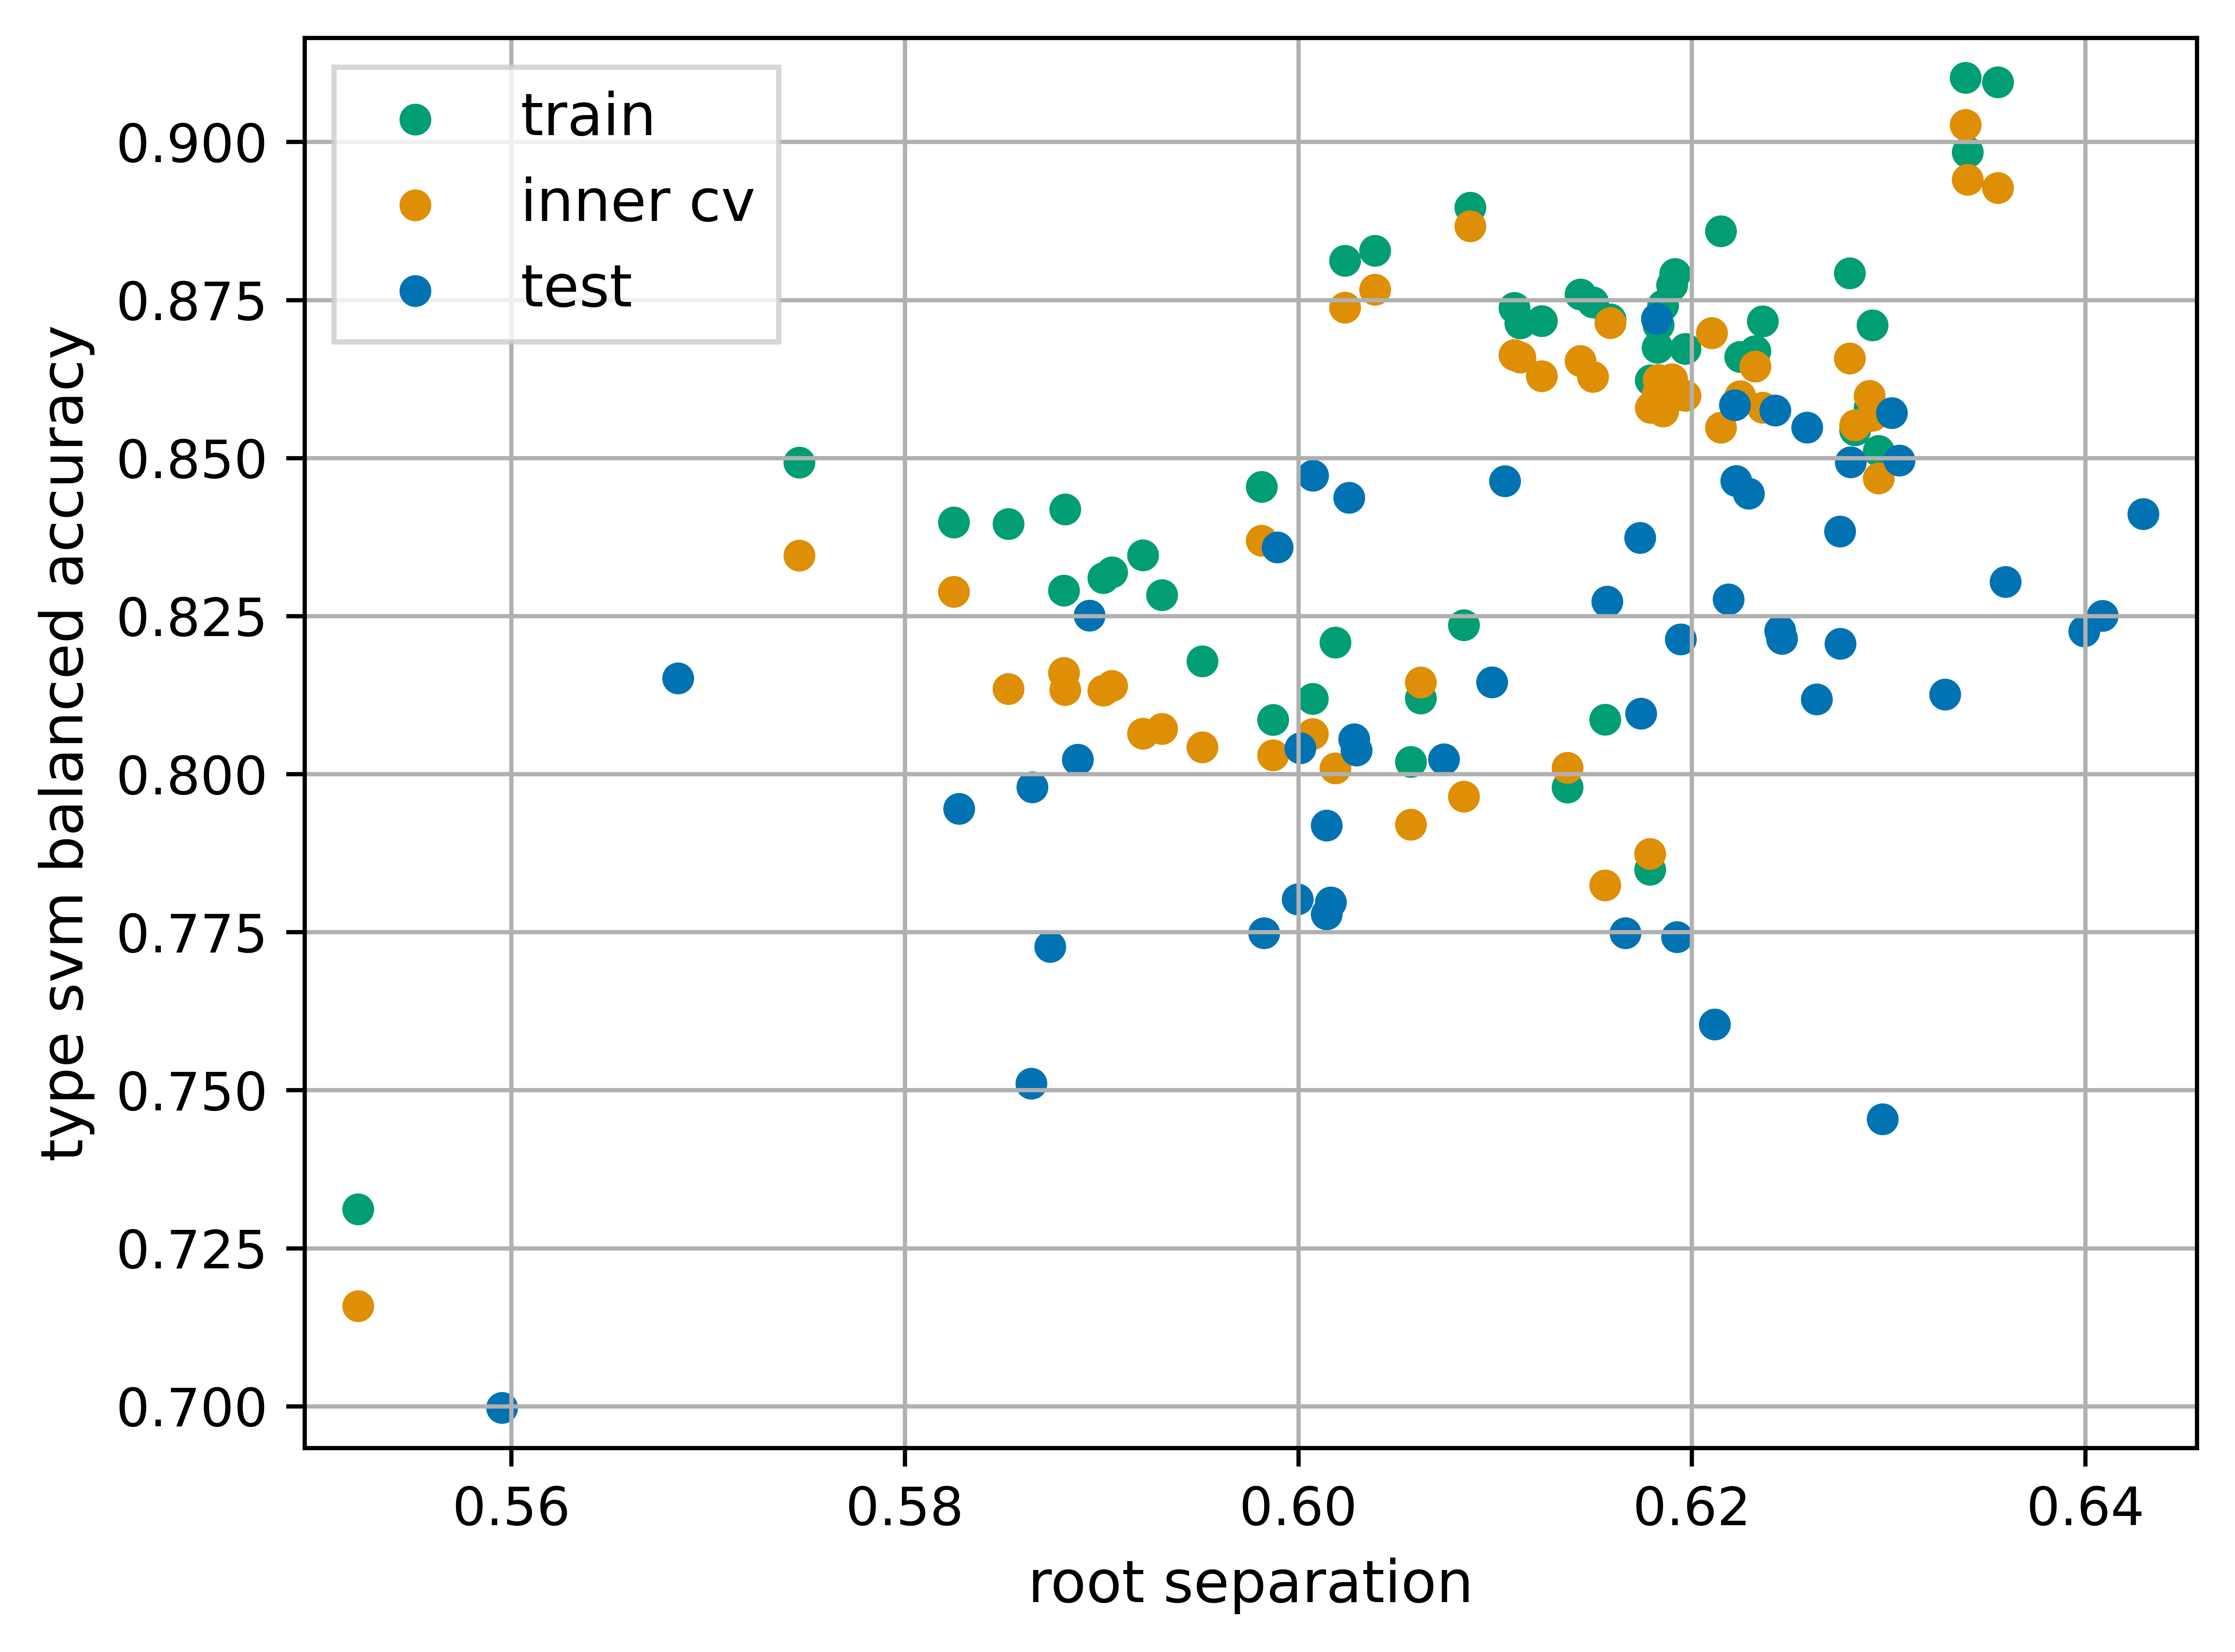 train
inner cv
test
type svm balanced accuracy
0.900
0.875
0.850
0.825
0.800
0.775
0.750
0.725
0.700
0.56 0.58 0.60 0.62 0.64
root separation